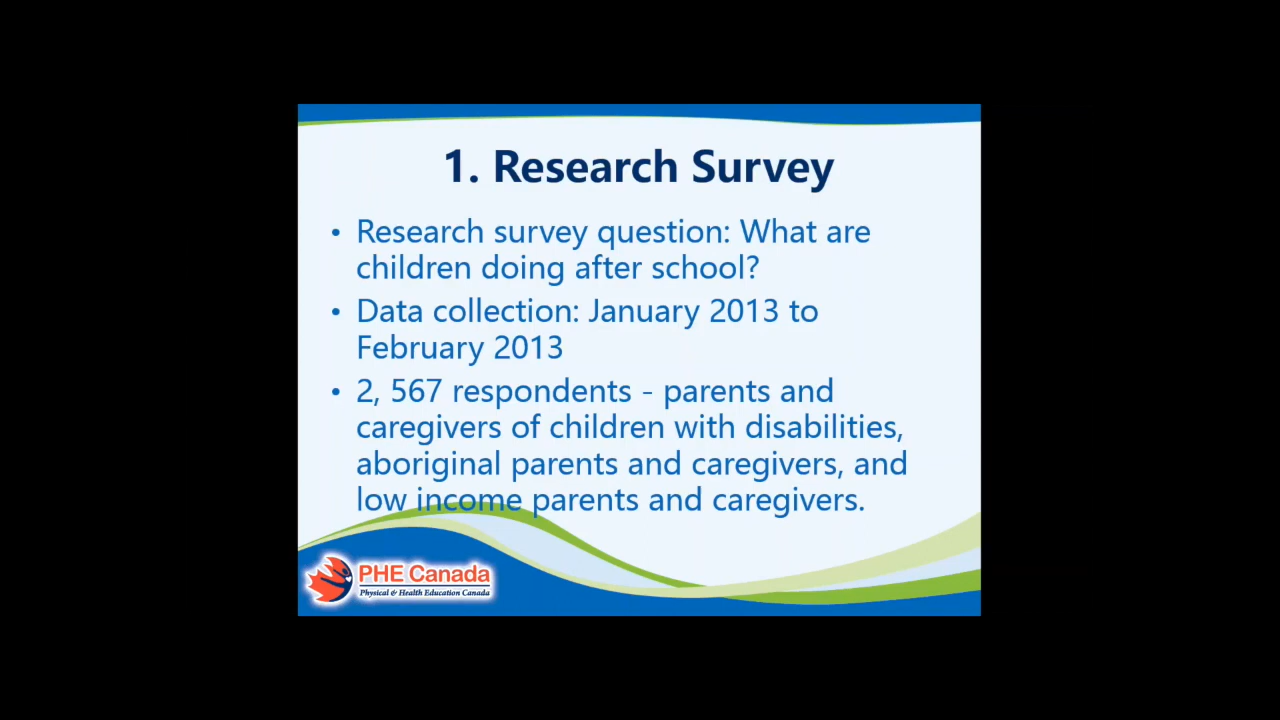 1. Research Survey
• Research survey question: What are
children doing after school?
• Data collection: January 2013 to
February 2013
• 2, 567 respondents - parents and
caregivers of children with disabilities,
aboriginal parents and caregivers, and
low income parents and caregivers.
PHE Canada
Physical & Health Education Canada